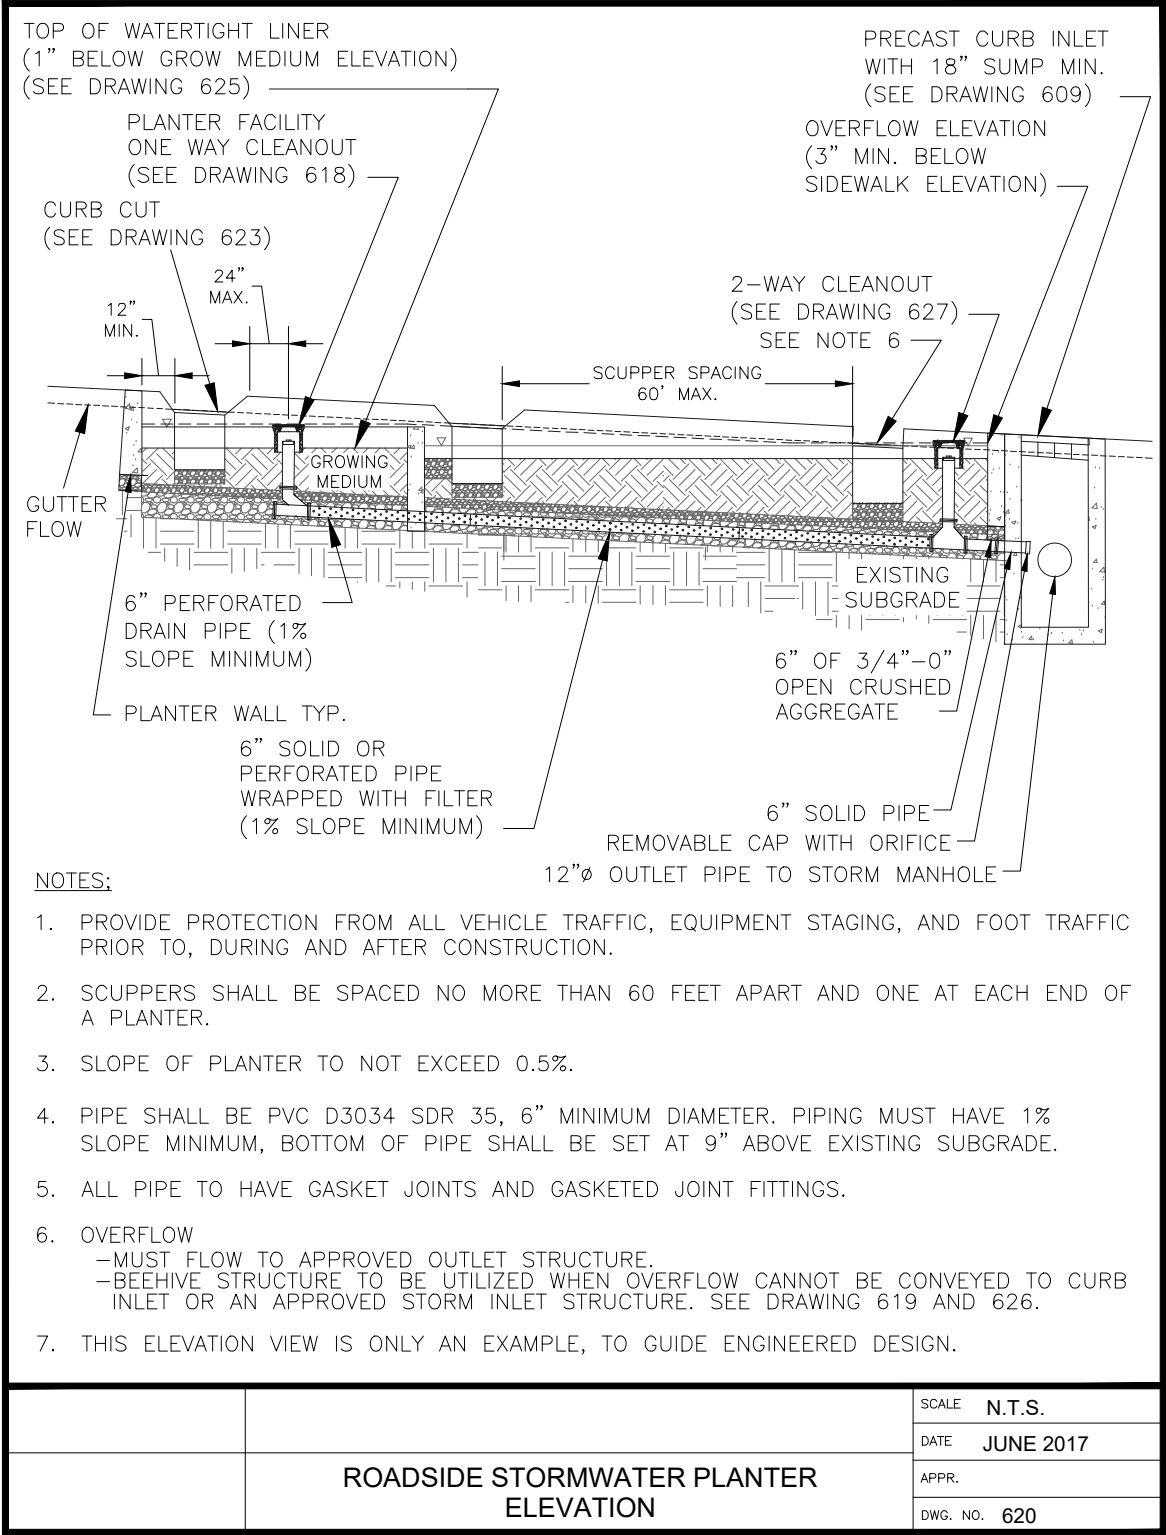 TOP OF WATERTIGHT LINER
(1” BELOW GROW MEDIUM ELEVATION)
(SEE DRAWING 625)
PRECAST CURB INLET
WITH 18” SUMP MIN.
(SEE DRAWING 609)
PLANTER FACILITY
ONE WAY CLEANOUT
(SEE DRAWING 618)
OVERFLOW ELEVATION
(3” MIN. BELOW
SIDEWALK ELEVATION)
CURB CUT
(SEE DRAWING 623)
24”
MAX.
12”
MIN.
2-WAY CLEANOUT
(SEE DRAWING 627)
SEE NOTE 6
SCUPPER SPACING
60’ MAX.
GROWING
MEDIUM
GUTTER
FLOW
EXISTING
SUBGRADE
6” PERFORATED
DRAIN PIPE (1%
SLOPE MINIMUM)
6” OF 3/4”-0”
OPEN CRUSHED
AGGREGATE
PLANTER WALL TYP.
6” SOLID OR
PERFORATED PIPE
WRAPPED WITH FILTER
(1% SLOPE MINIMUM)
6” SOLID PIPE
REMOVABLE CAP WITH ORIFICE
12”ø OUTLET PIPE TO STORM MANHOLE
NOTES;
1. PROVIDE PROTECTION FROM ALL VEHICLE TRAFFIC, EQUIPMENT STAGING, AND FOOT TRAFFIC
PRIOR TO, DURING AND AFTER CONSTRUCTION.
2. SCUPPERS SHALL BE SPACED NO MORE THAN 60 FEET APART AND ONE AT EACH END OF
A PLANTER.
3. SLOPE OF PLANTER TO NOT EXCEED 0.5%.
4. PIPE SHALL BE PVC D3034 SDR 35, 6” MINIMUM DIAMETER. PIPING MUST HAVE 1%
SLOPE MINIMUM, BOTTOM OF PIPE SHALL BE SET AT 9” ABOVE EXISTING SUBGRADE.
5. ALL PIPE TO HAVE GASKET JOINTS AND GASKETED JOINT FITTINGS.
6. OVERFLOW
-MUST FLOW TO APPROVED OUTLET STRUCTURE.
-BEEHIVE STRUCTURE TO BE UTILIZED WHEN OVERFLOW CANNOT BE CONVEYED TO CURB
INLET OR AN APPROVED STORM INLET STRUCTURE. SEE DRAWING 619 AND 626.
7. THIS ELEVATION VIEW IS ONLY AN EXAMPLE, TO GUIDE ENGINEERED DESIGN.
ROADSIDE STORMWATER PLANTER
ELEVATION
SCALE N.T.S.
DATE JUNE 2017
APPR.
DWG. NO. 620